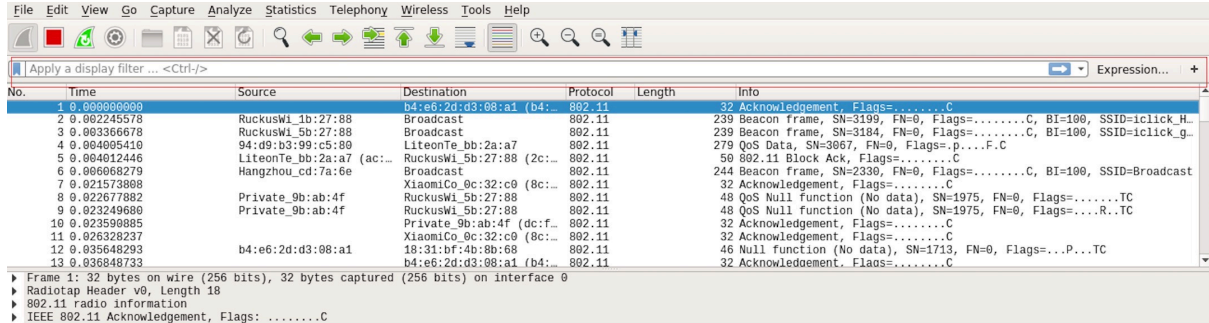 File Edit View Go Capture Analyze Statistics Telephony Wireless Tools Help
Apply a display filter ... <Ctrl-/> Expression... +
No. Time Source Destination Protocol Length Info
1 0.000000000 b4:e6:2d:d3:08:a1 (b4:… 802.11 32 Acknowledgement, Flags=........C
2 0.002245578 RuckusWi_1b:27:88 Broadcast 802.11 239 Beacon frame, SN=3199, FN=0, Flags=........C, BI=100, SSID=iclick_H…
3 0.003366678 RuckusWi_5b:27:88 Broadcast 802.11 239 Beacon frame, SN=3184, FN=0, Flags=........C, BI=100, SSID=iclick_g…
4 0.004005410 94:d9:b3:99:c5:80 LiteonTe_bb:2a:a7 802.11 279 QoS Data, SN=3067, FN=0, Flags=.p....F.C
5 0.004012446 LiteonTe_bb:2a:a7 (ac:… RuckusWi_5b:27:88 (2c:… 802.11 50 802.11 Block Ack, Flags=........C
6 0.006068279 Hangzhou_cd:7a:6e Broadcast 802.11 244 Beacon frame, SN=2330, FN=0, Flags=........C, BI=100, SSID=Broadcast
7 0.021573808 XiaomiCo_0c:32:c0 (8c:… 802.11 32 Acknowledgement, Flags=........C
8 0.022677882 Private_9b:ab:4f RuckusWi_5b:27:88 802.11 48 QoS Null function (No data), SN=1975, FN=0, Flags=.......TC
9 0.023249680 Private_9b:ab:4f RuckusWi_5b:27:88 802.11 48 QoS Null function (No data), SN=1975, FN=0, Flags=....R..TC
10 0.023590885 Private_9b:ab:4f (dc:f… 802.11 32 Acknowledgement, Flags=........C
11 0.026328237 XiaomiCo_0c:32:c0 (8c:… 802.11 32 Acknowledgement, Flags=........C
12 0.035648293 b4:e6:2d:d3:08:a1 18:31:bf:4b:8b:68 802.11 46 Null function (No data), SN=1713, FN=0, Flags=...P...TC
13 0.036848733 b4:e6:2d:d3:08:a1 (b4:… 802.11 32 Acknowledgement, Flags=........C
Frame 1: 32 bytes on wire (256 bits), 32 bytes captured (256 bits) on interface 0
Radiotap Header v0, Length 18
802.11 radio information
IEEE 802.11 Acknowledgement, Flags: ........C